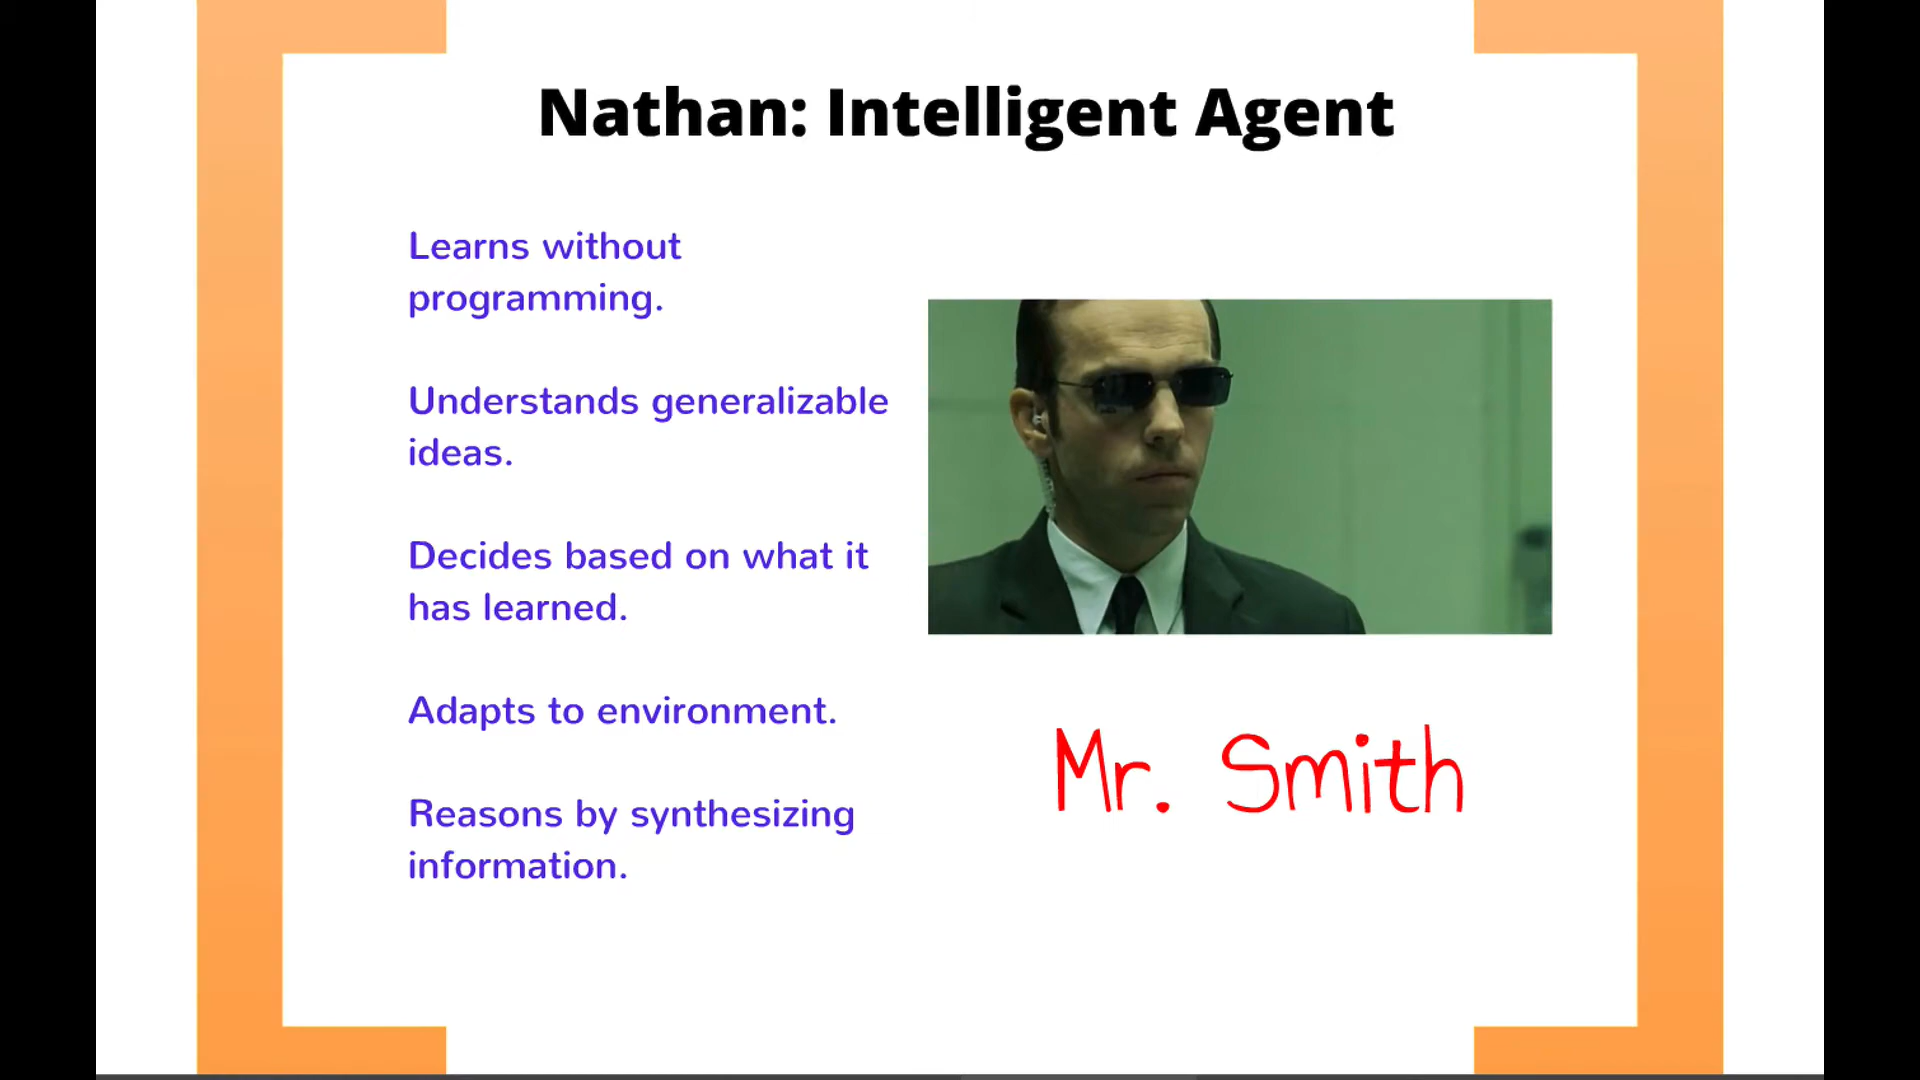 Nathan: Intelligent Agent
Learns without
programming.
Understands generalizable
ideas.
Decides based on what it
has learned.
Adapts to environment.
Reasons by synthesizing
information.
Mr. Smith